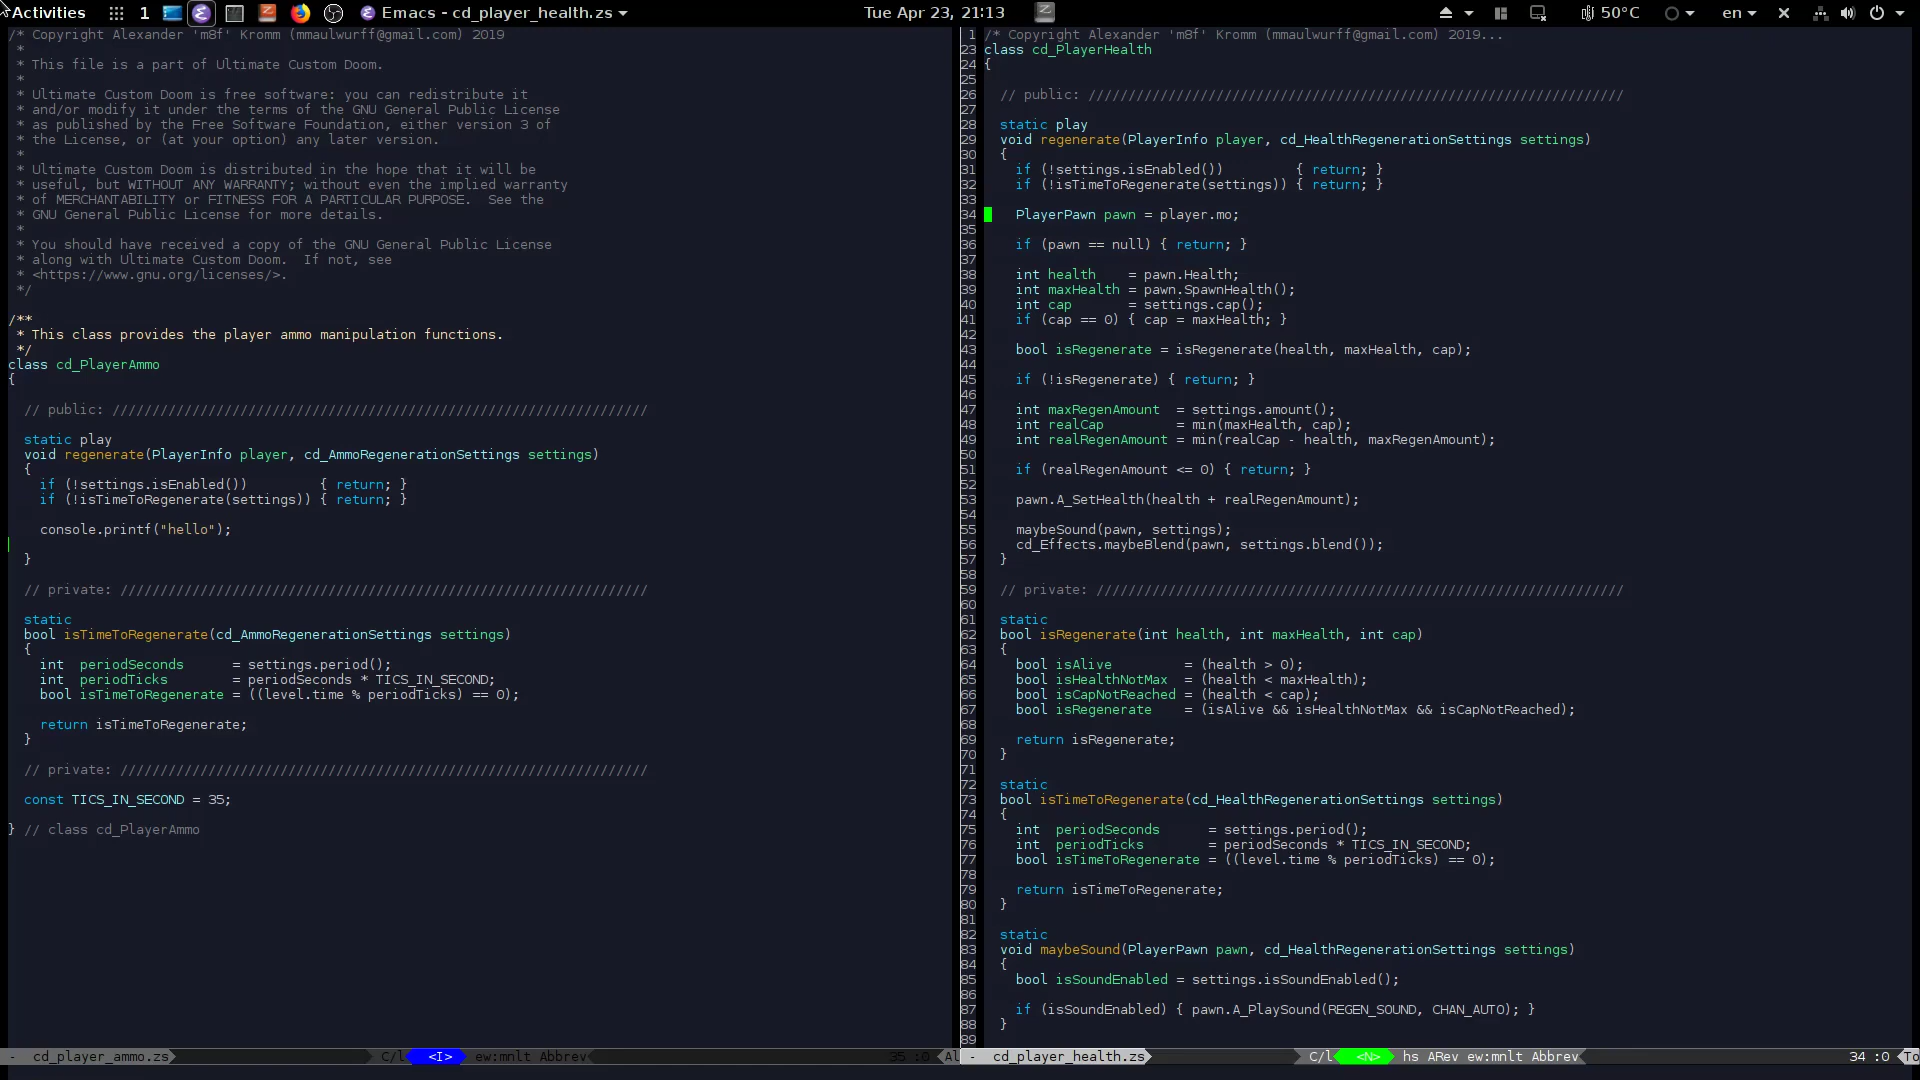 Activities 1 Emacs - cd_player_health.zs Tue Apr 23, 21:13 50°C en
/* Copyright Alexander 'm8f' Kromm (mmaulwurff@gmail.com) 2019
 *
 * This file is a part of Ultimate Custom Doom.
 *
 * Ultimate Custom Doom is free software: you can redistribute it
 * and/or modify it under the terms of the GNU General Public License
 * as published by the Free Software Foundation, either version 3 of
 * the License, or (at your option) any later version.
 *
 * Ultimate Custom Doom is distributed in the hope that it will be
 * useful, but WITHOUT ANY WARRANTY; without even the implied warranty
 * of MERCHANTABILITY or FITNESS FOR A PARTICULAR PURPOSE.  See the
 * GNU General Public License for more details.
 *
 * You should have received a copy of the GNU General Public License
 * along with Ultimate Custom Doom.  If not, see
 * <https://www.gnu.org/licenses/>.
 */
/**
 * This class provides the player ammo manipulation functions.
 */
class cd_PlayerAmmo
{
  // public: ///////////////////////////////////////////////////////////////////
  static play
  void regenerate(PlayerInfo player, cd_AmmoRegenerationSettings settings)
  {
    if (!settings.isEnabled())         { return; }
    if (!isTimeToRegenerate(settings)) { return; }
    console.printf("hello");
  }
  // private: //////////////////////////////////////////////////////////////////
  static
  bool isTimeToRegenerate(cd_AmmoRegenerationSettings settings)
  {
    int  periodSeconds      = settings.period();
    int  periodTicks        = periodSeconds * TICS_IN_SECOND;
    bool isTimeToRegenerate = ((level.time % periodTicks) == 0);
    return isTimeToRegenerate;
  }
  // private: //////////////////////////////////////////////////////////////////
  const TICS_IN_SECOND = 35;
} // class cd_PlayerAmmo
- cd_player_ammo.zs C/l <I> ew:mnlt Abbrev 35 :0 Al
1 /* Copyright Alexander 'm8f' Kromm (mmaulwurff@gmail.com) 2019...
23 class cd_PlayerHealth
24 {
25
26   // public: ///////////////////////////////////////////////////////////////////
27
28   static play
29   void regenerate(PlayerInfo player, cd_HealthRegenerationSettings settings)
30   {
31     if (!settings.isEnabled())         { return; }
32     if (!isTimeToRegenerate(settings)) { return; }
33
34     PlayerPawn pawn = player.mo;
35
36     if (pawn == null) { return; }
37
38     int health    = pawn.Health;
39     int maxHealth = pawn.SpawnHealth();
40     int cap       = settings.cap();
41     if (cap == 0) { cap = maxHealth; }
42
43     bool isRegenerate = isRegenerate(health, maxHealth, cap);
44
45     if (!isRegenerate) { return; }
46
47     int maxRegenAmount  = settings.amount();
48     int realCap         = min(maxHealth, cap);
49     int realRegenAmount = min(realCap - health, maxRegenAmount);
50
51     if (realRegenAmount <= 0) { return; }
52
53     pawn.A_SetHealth(health + realRegenAmount);
54
55     maybeSound(pawn, settings);
56     cd_Effects.maybeBlend(pawn, settings.blend());
57   }
58
59   // private: //////////////////////////////////////////////////////////////////
60
61   static
62   bool isRegenerate(int health, int maxHealth, int cap)
63   {
64     bool isAlive         = (health > 0);
65     bool isHealthNotMax  = (health < maxHealth);
66     bool isCapNotReached = (health < cap);
67     bool isRegenerate    = (isAlive && isHealthNotMax && isCapNotReached);
68
69     return isRegenerate;
70   }
71
72   static
73   bool isTimeToRegenerate(cd_HealthRegenerationSettings settings)
74   {
75     int  periodSeconds      = settings.period();
76     int  periodTicks        = periodSeconds * TICS_IN_SECOND;
77     bool isTimeToRegenerate = ((level.time % periodTicks) == 0);
78
79     return isTimeToRegenerate;
80   }
81
82   static
83   void maybeSound(PlayerPawn pawn, cd_HealthRegenerationSettings settings)
84   {
85     bool isSoundEnabled = settings.isSoundEnabled();
86
87     if (isSoundEnabled) { pawn.A_PlaySound(REGEN_SOUND, CHAN_AUTO); }
88   }
89
- cd_player_health.zs C/l <N> hs ARev ew:mnlt Abbrev 34 :0 To